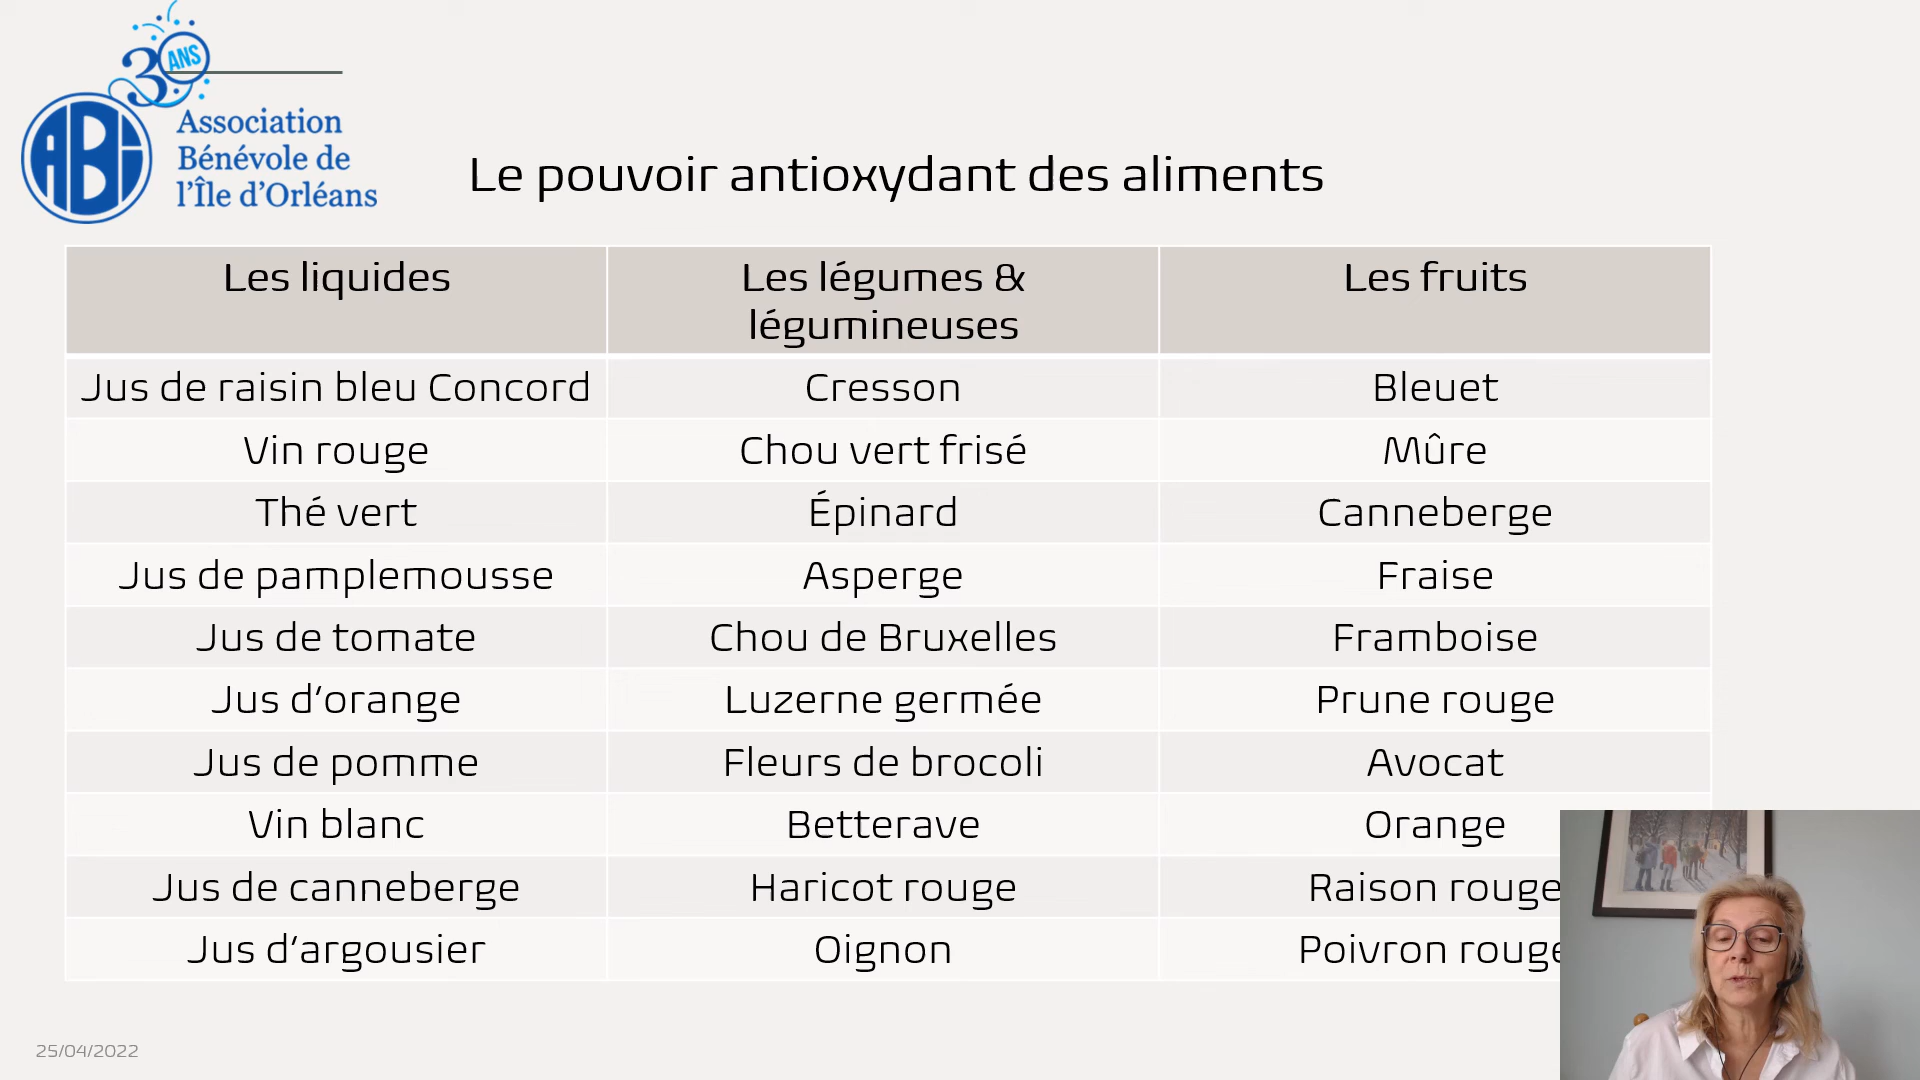 3 ANS
ABi
Association
Bénévole de
l'Île d'Orléans
Le pouvoir antioxydant des aliments
Les liquides
Les légumes &
légumineuses
Les fruits
Jus de raisin bleu Concord
Cresson
Bleuet
Vin rouge
Chou vert frisé
Mûre
Thé vert
Épinard
Canneberge
Jus de pamplemousse
Asperge
Fraise
Jus de tomate
Chou de Bruxelles
Framboise
Jus d'orange
Luzerne germée
Prune rouge
Jus de pomme
Fleurs de brocoli
Avocat
Vin blanc
Betterave
Orange
Jus de canneberge
Haricot rouge
Raison rouge
Jus d'argousier
Oignon
Poivron rouge
25/04/2022